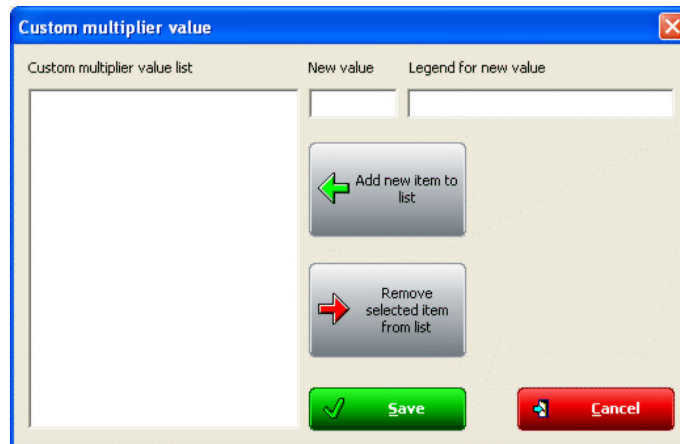 Custom multiplier value
Custom multiplier value list
New value
Legend for new value
Add new item to
list
Remove
selected item
from list
Save
Cancel